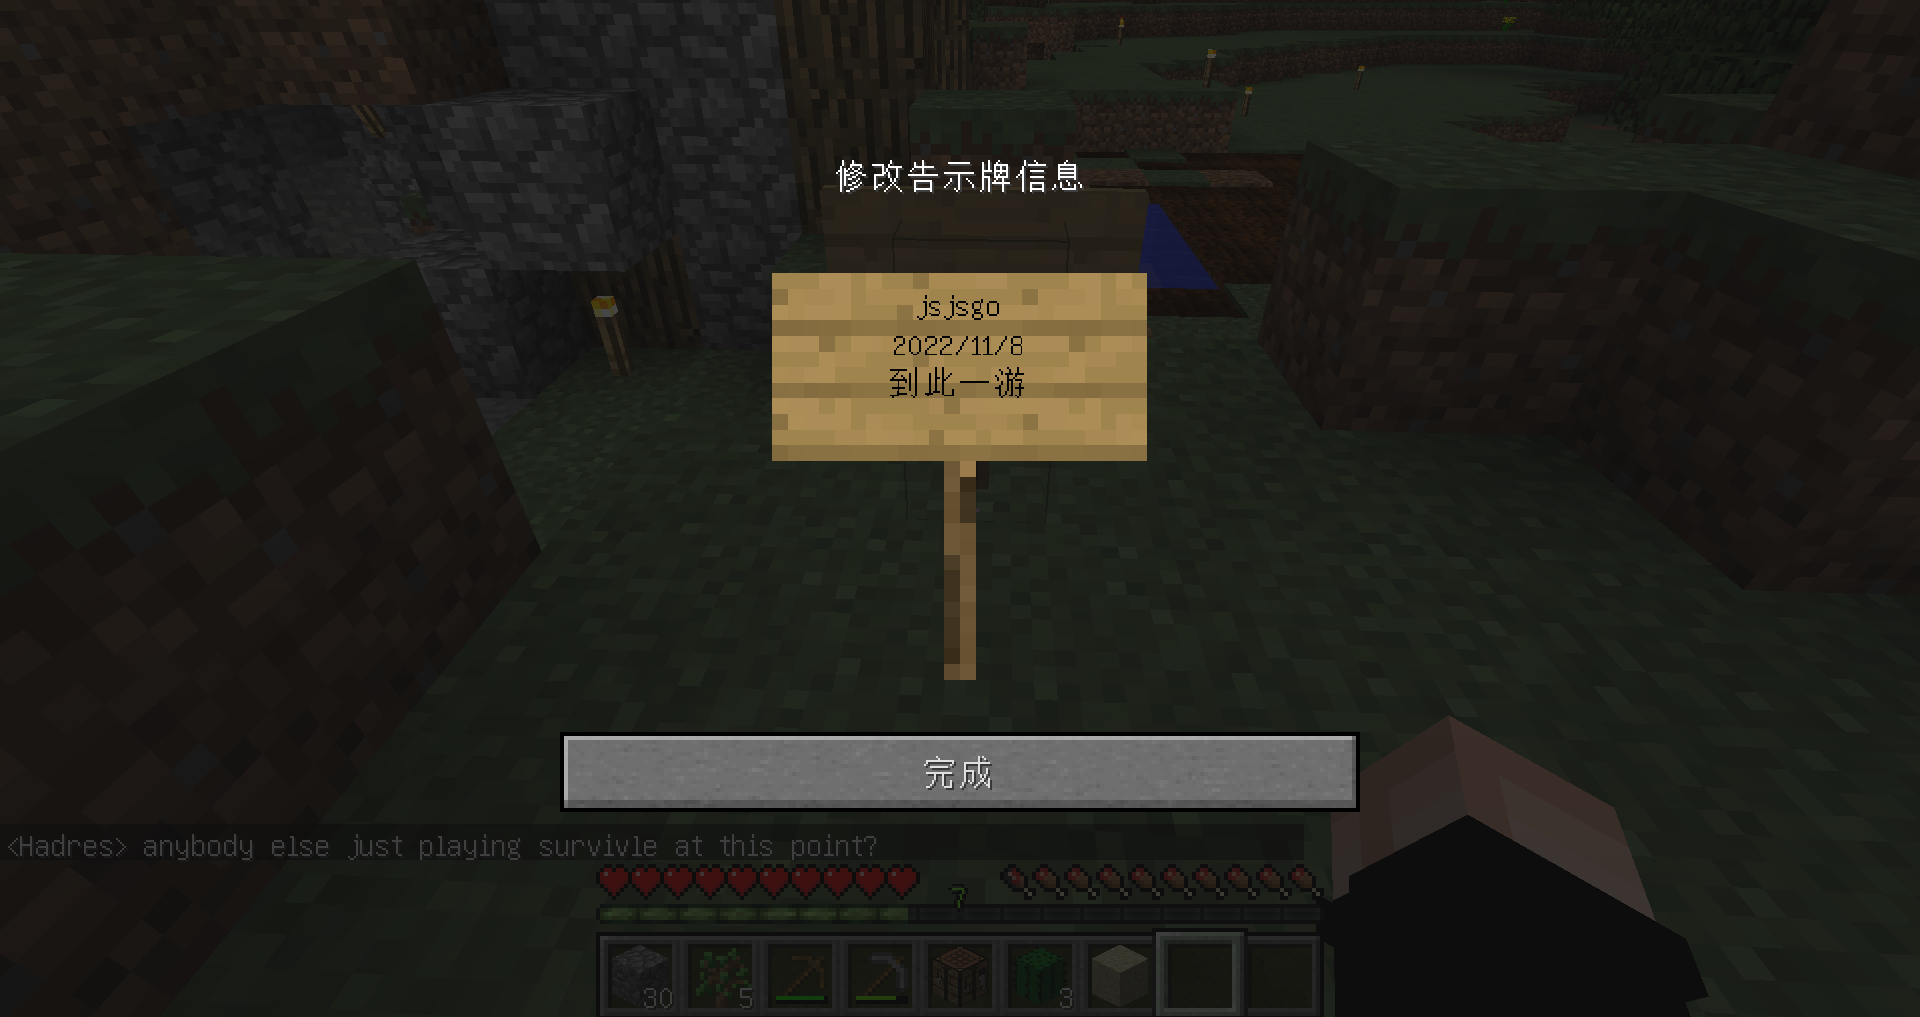 修改告示牌信息
jsjsgo
2022/11/8
到此一游
完成
<Hadres> anybody else just playing survivle at this point?
7
30
5
3